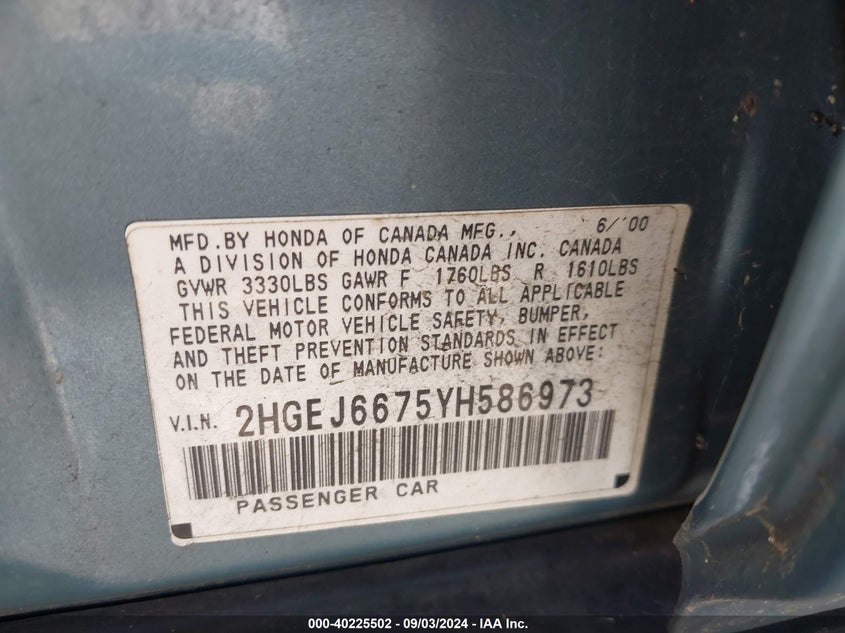 MFD.BY HONDA OF CANADA MFG., 6/'00
A DIVISION OF HONDA CANADA INC. CANADA
GVWR 3330LBS GAWR F 1760LBS R 1610LBS
THIS VEHICLE CONFORMS TO ALL APPLICABLE
FEDERAL MOTOR VEHICLE SAFETY, BUMPER,
AND THEFT PREVENTION STANDARDS IN EFFECT
ON THE DATE OF MANUFACTURE SHOWN ABOVE:
V.I.N. 2HGEJ6675YH586973
PASSENGER CAR
000-40225502 - 09/03/2024 - IAA Inc.